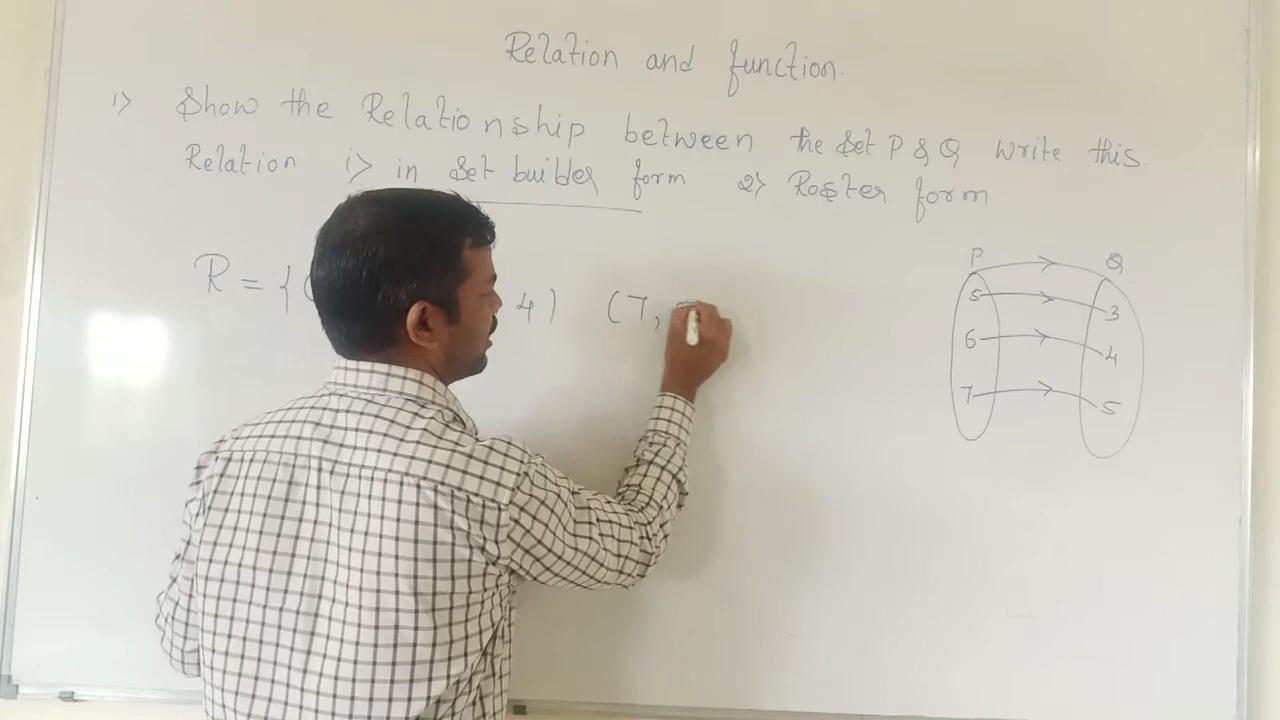 Relation and function.
1) Show the Relationship between the Set P & Q write this.
Relation i) in Set builder form 2) Roster form
R = { ( 4) (7,
P Q
5 3
6 4
7 5